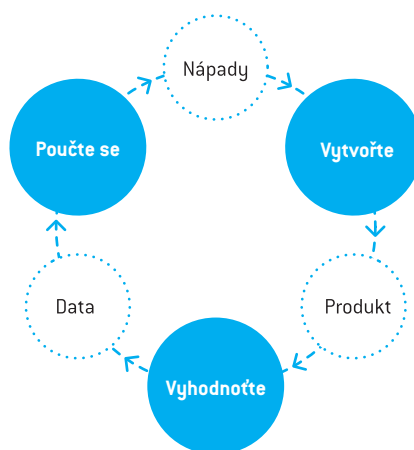 Nápady
Poučte se
Vytvořte
Data
Produkt
Vyhodnoťte